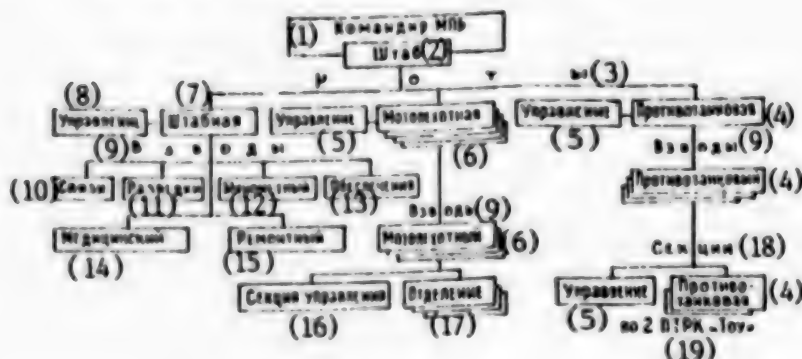 (1) Командир МПБ
Штаб (2)
Р о т ы (3)
(8) (7)
Управление Штабная Управление Мотопехотная Управление Противотанковая (4)
(9) В з в о д ы (5) (6) (5) Взводы (9)
(10) Связи Разведки Минометный Обеспечения Противотанковый (4)
(11) (12) (13) Взводы (9)
Медицинский Ремонтный Мотопехотный (6) Секции (18)
(14) (15)
Секция управления Отделение Управление Противо-
танковая (4)
(16) (17) (5) по 2 ПТРК „Тоу“
(19)